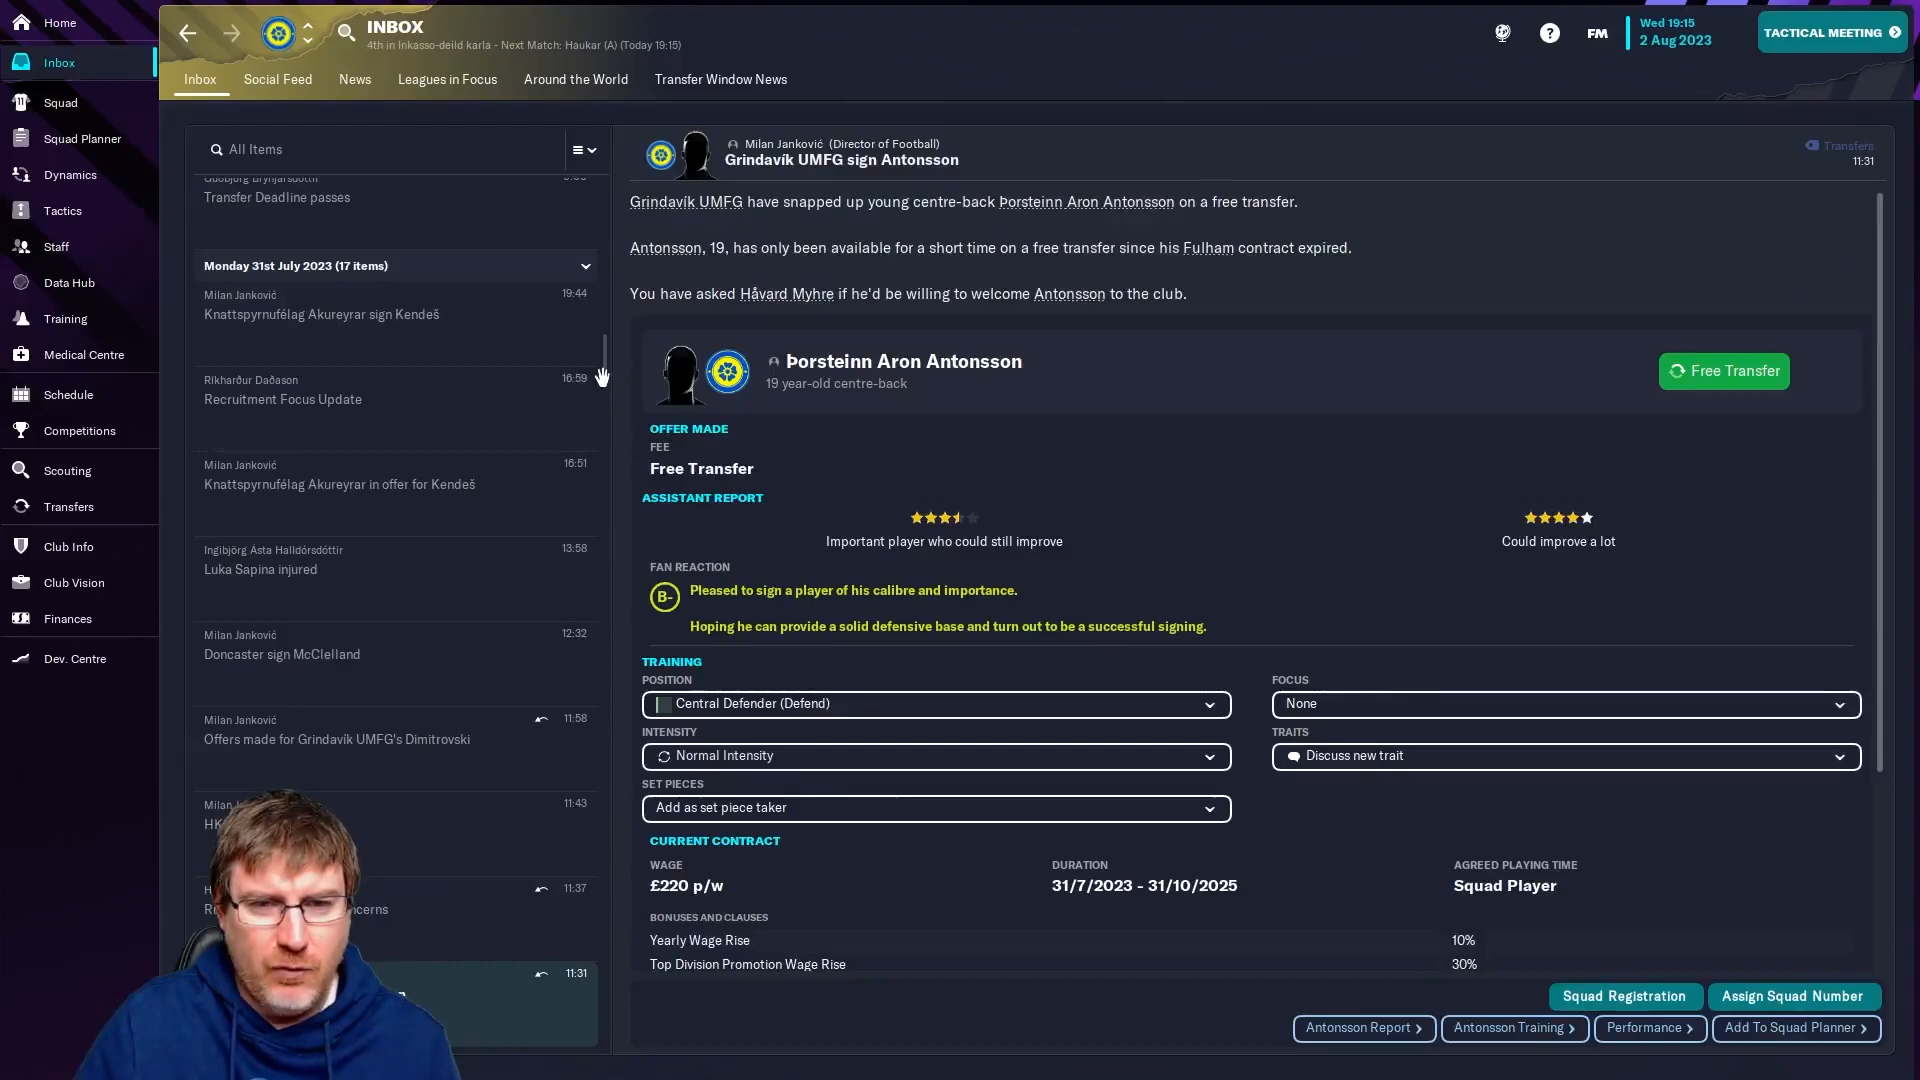 Home
Inbox
Squad
Squad Planner
Dynamics
Tactics
Staff
Data Hub
Training
Medical Centre
Schedule
Competitions
Scouting
Transfers
Club Info
Club Vision
Finances
Dev. Centre
INBOX
4th in Inkasso-deild karla - Next Match: Haukar (A) (Today 19:15)
FM
Wed 19:15
2 Aug 2023
TACTICAL MEETING
Inbox Social Feed News Leagues in Focus Around the World Transfer Window News
All Items
Transfer Deadline passes
Monday 31st July 2023 (17 items)
Milan Janković 19:44
Knattspyrnufélag Akureyrar sign Kendeš
Ríkharður Daðason 16:59
Recruitment Focus Update
Milan Janković 16:51
Knattspyrnufélag Akureyrar in offer for Kendeš
Ingibjörg Ásta Halldórsdóttir 13:58
Luka Sapina injured
Milan Janković 12:32
Doncaster sign McClelland
Milan Janković 11:58
Offers made for Grindavík UMFG's Dimitrovski
Milan 11:43
HK
11:37
11:31
Milan Janković (Director of Football)
Grindavík UMFG sign Antonsson
Transfers
11:31
Grindavík UMFG have snapped up young centre-back Þorsteinn Aron Antonsson on a free transfer.
Antonsson, 19, has only been available for a short time on a free transfer since his Fulham contract expired.
You have asked Håvard Myhre if he'd be willing to welcome Antonsson to the club.
Þorsteinn Aron Antonsson
19 year-old centre-back
Free Transfer
OFFER MADE
FEE
Free Transfer
ASSISTANT REPORT
Important player who could still improve
Could improve a lot
FAN REACTION
B-
Pleased to sign a player of his calibre and importance.
Hoping he can provide a solid defensive base and turn out to be a successful signing.
TRAINING
POSITION
Central Defender (Defend)
FOCUS
None
INTENSITY
Normal Intensity
TRAITS
Discuss new trait
SET PIECES
Add as set piece taker
CURRENT CONTRACT
WAGE
£220 p/w
DURATION
31/7/2023 - 31/10/2025
AGREED PLAYING TIME
Squad Player
BONUSES AND CLAUSES
Yearly Wage Rise 10%
Top Division Promotion Wage Rise 30%
Squad Registration
Assign Squad Number
Antonsson Report
Antonsson Training
Performance
Add To Squad Planner